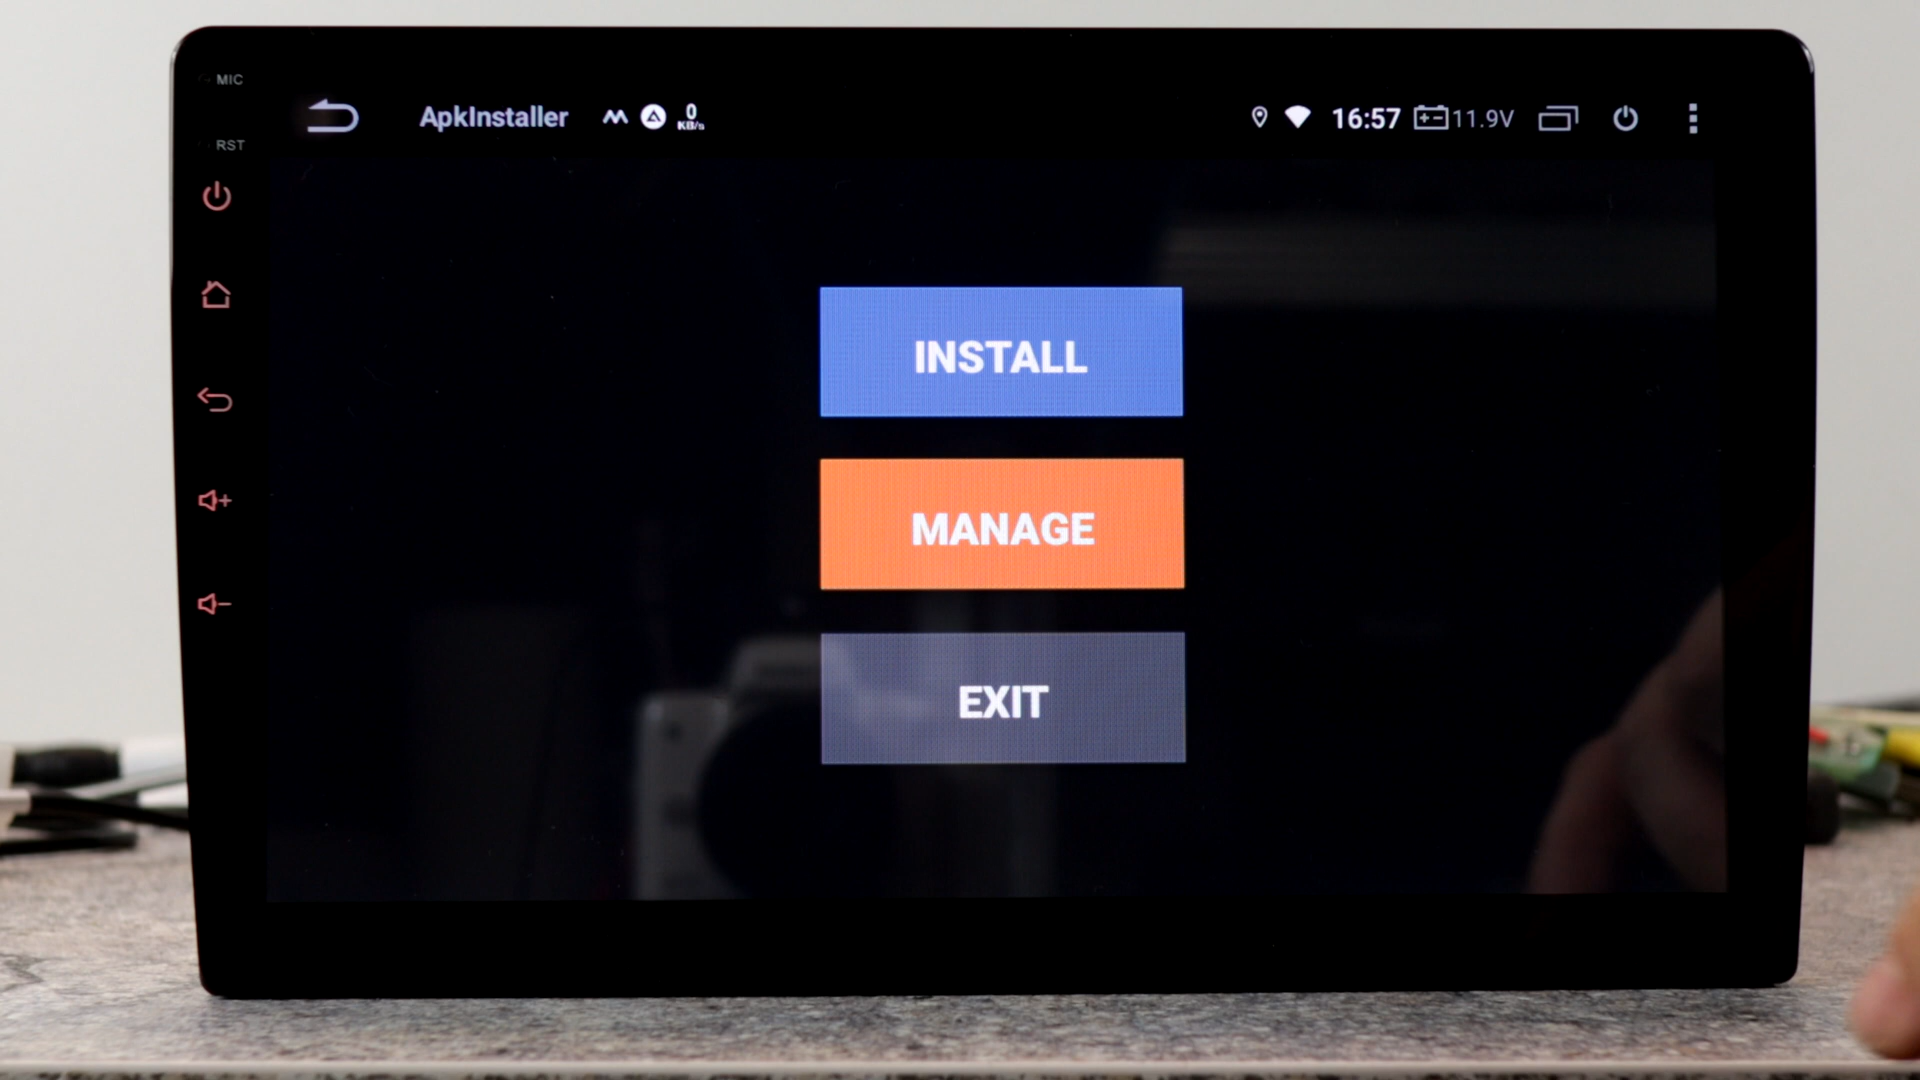 MIC
ApkInstaller 0 KB/s 16:57 11.9V
RST
INSTALL
MANAGE
EXIT